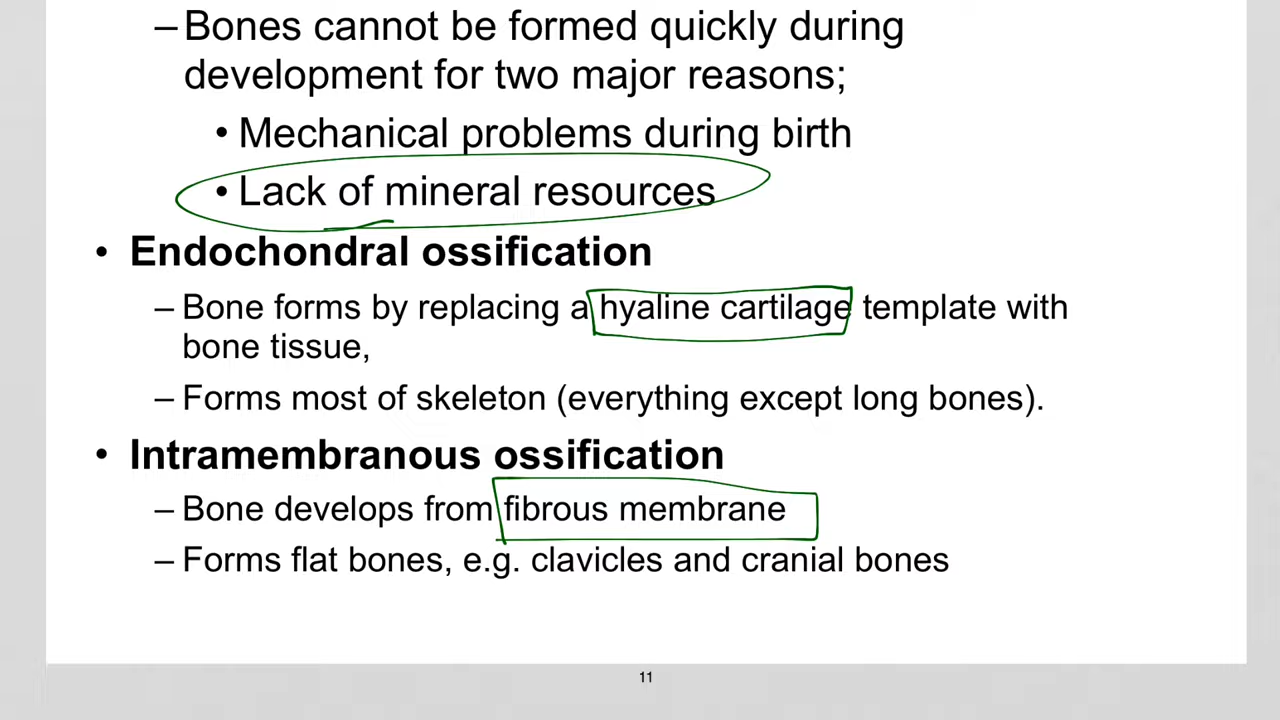 –Bones cannot be formed quickly during
development for two major reasons;
• Mechanical problems during birth
• Lack of mineral resources
• Endochondral ossification
– Bone forms by replacing a hyaline cartilage template with
bone tissue,
– Forms most of skeleton (everything except long bones).
• Intramembranous ossification
– Bone develops from fibrous membrane
– Forms flat bones, e.g. clavicles and cranial bones
11